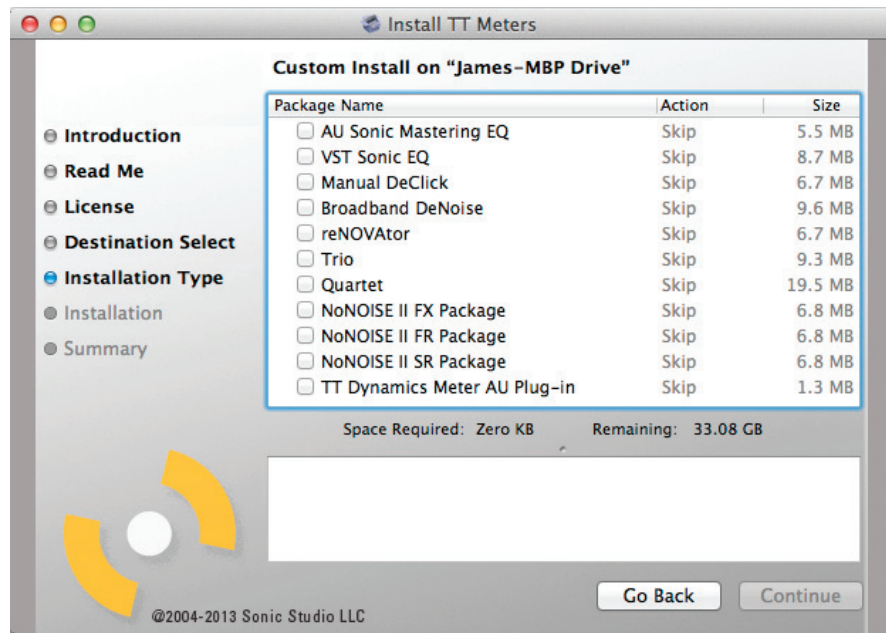 Install TT Meters
Custom Install on "James-MBP Drive"
Introduction
Read Me
License
Destination Select
Installation Type
Installation
Summary
Package Name Action Size
AU Sonic Mastering EQ Skip 5.5 MB
VST Sonic EQ Skip 8.7 MB
Manual DeClick Skip 6.7 MB
Broadband DeNoise Skip 9.6 MB
reNOVAtor Skip 6.7 MB
Trio Skip 9.3 MB
Quartet Skip 19.5 MB
NoNOISE II FX Package Skip 6.8 MB
NoNOISE II FR Package Skip 6.8 MB
NoNOISE II SR Package Skip 6.8 MB
TT Dynamics Meter AU Plug-in Skip 1.3 MB
Space Required: Zero KB Remaining: 33.08 GB
Go Back Continue
@2004-2013 Sonic Studio LLC